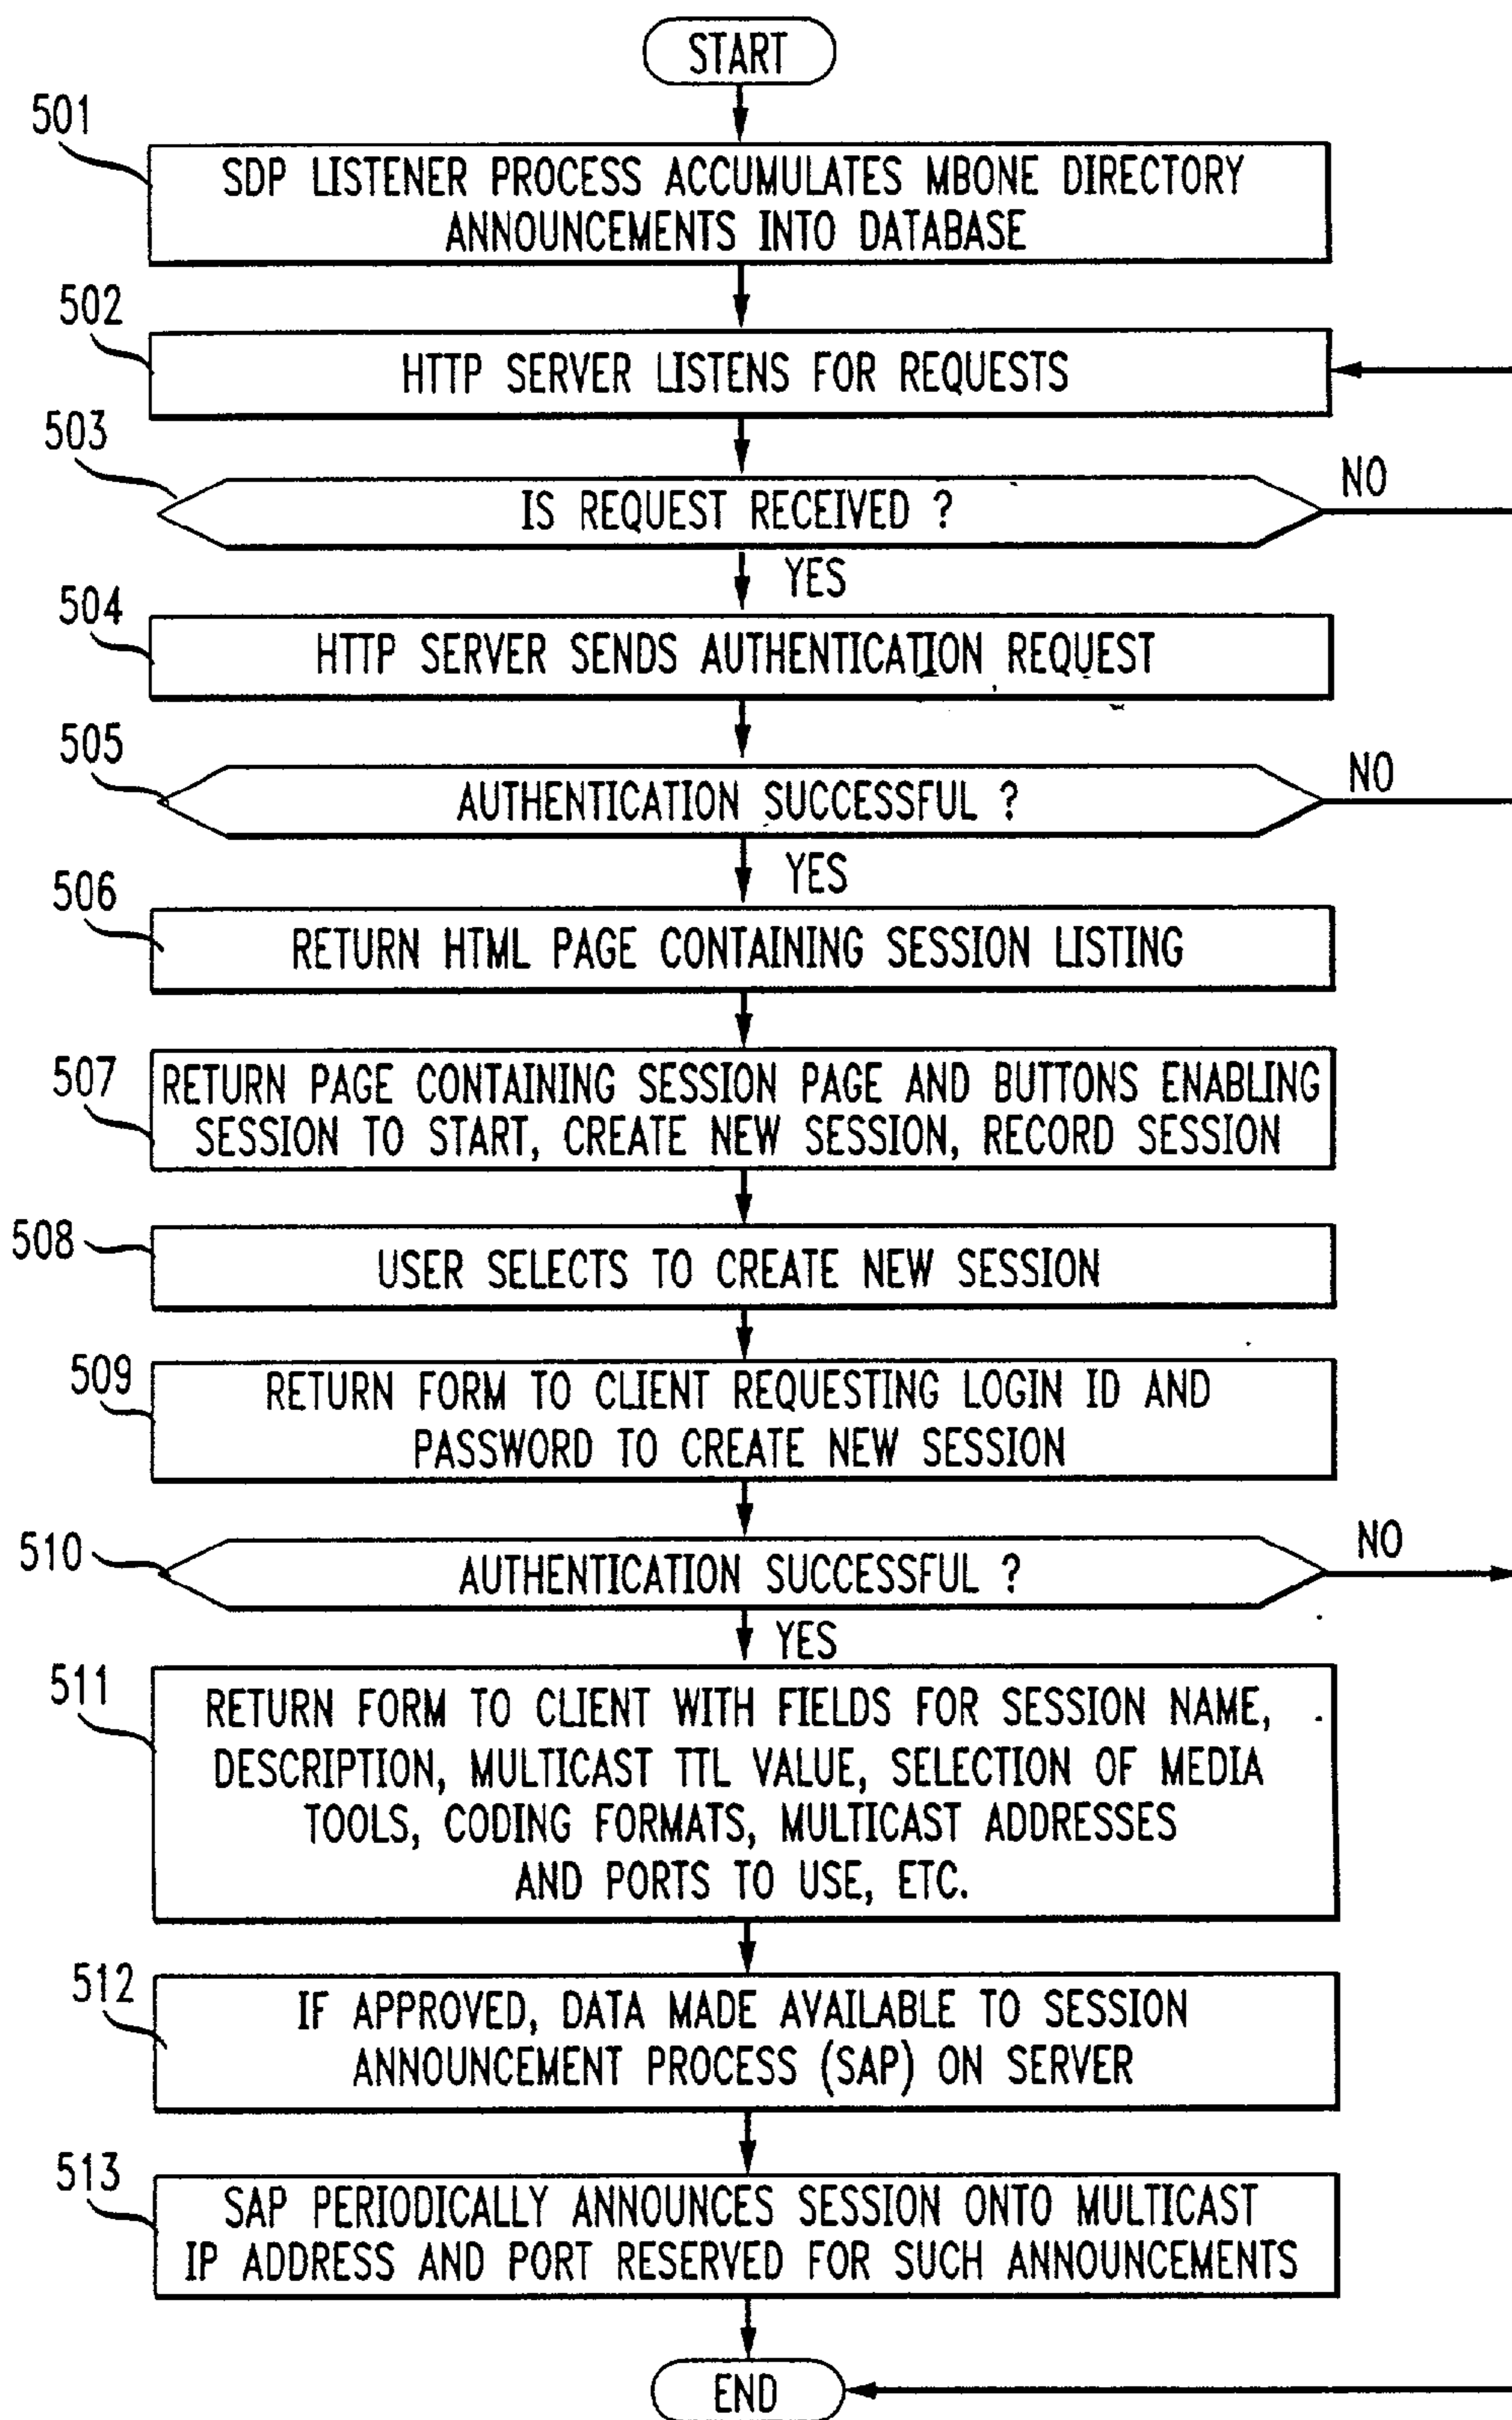 START
501
SDP LISTENER PROCESS ACCUMULATES MBONE DIRECTORY
ANNOUNCEMENTS INTO DATABASE
502
HTTP SERVER LISTENS FOR REQUESTS
503
IS REQUEST RECEIVED ?
NO
YES
504
HTTP SERVER SENDS AUTHENTICATION REQUEST
505
AUTHENTICATION SUCCESSFUL ?
NO
YES
506
RETURN HTML PAGE CONTAINING SESSION LISTING
507
RETURN PAGE CONTAINING SESSION PAGE AND BUTTONS ENABLING
SESSION TO START, CREATE NEW SESSION, RECORD SESSION
508
USER SELECTS TO CREATE NEW SESSION
509
RETURN FORM TO CLIENT REQUESTING LOGIN ID AND
PASSWORD TO CREATE NEW SESSION
510
AUTHENTICATION SUCCESSFUL ?
NO
YES
511
RETURN FORM TO CLIENT WITH FIELDS FOR SESSION NAME,
DESCRIPTION, MULTICAST TTL VALUE, SELECTION OF MEDIA
TOOLS, CODING FORMATS, MULTICAST ADDRESSES
AND PORTS TO USE, ETC.
512
IF APPROVED, DATA MADE AVAILABLE TO SESSION
ANNOUNCEMENT PROCESS (SAP) ON SERVER
513
SAP PERIODICALLY ANNOUNCES SESSION ONTO MULTICAST
IP ADDRESS AND PORT RESERVED FOR SUCH ANNOUNCEMENTS
END